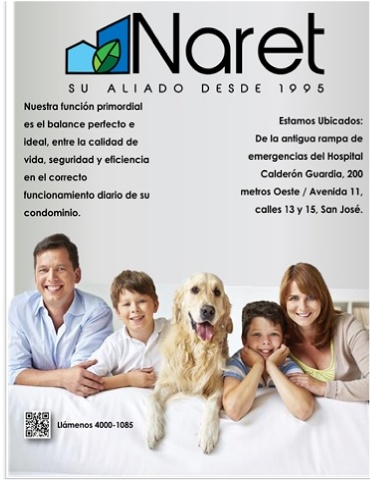 Naret
SU ALIADO DESDE 1995
Nuestra función primordial
es el balance perfecto e
ideal, entre la calidad de
vida, seguridad y eficiencia
en el correcto
funcionamiento diario de su
condominio.
Estamos Ubicados:
De la antigua rampa de
emergencias del Hospital
Calderón Guardia, 200
metros Oeste / Avenida 11,
calles 13 y 15, San José.
Llámenos 4000-1085